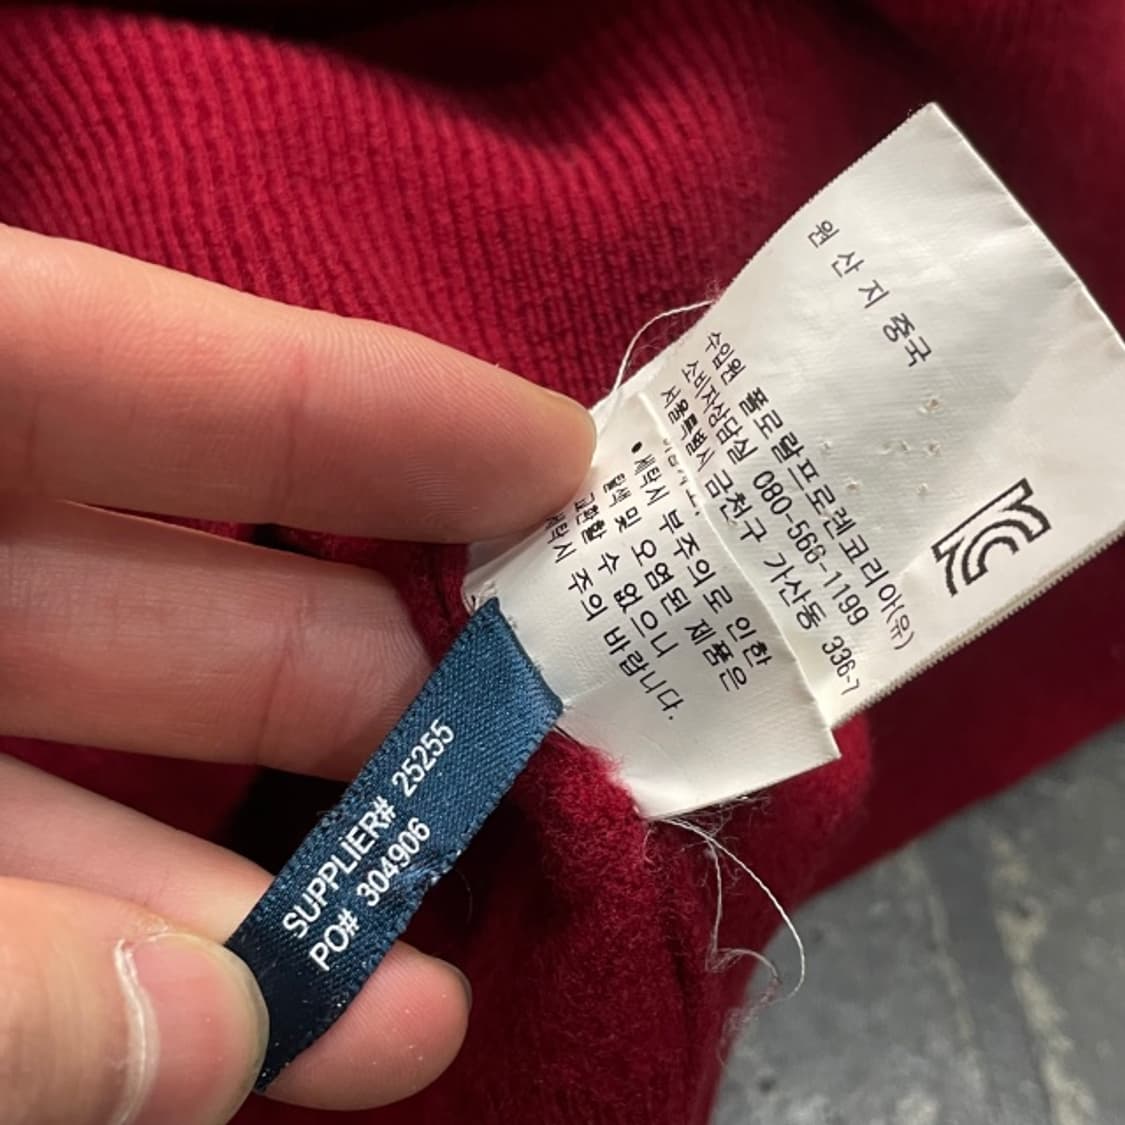 원산지 중국
수입원 폴로랄프로렌코리아(유)
소비자상담실 080-566-1199
서울특별시 금천구 가산동 336-7
•세탁시 부주의로 인한
탈색 및 오염된 제품은
교환할 수 없으니
세탁시 주의 바랍니다.
SUPPLIER# 25255
PO# 304906